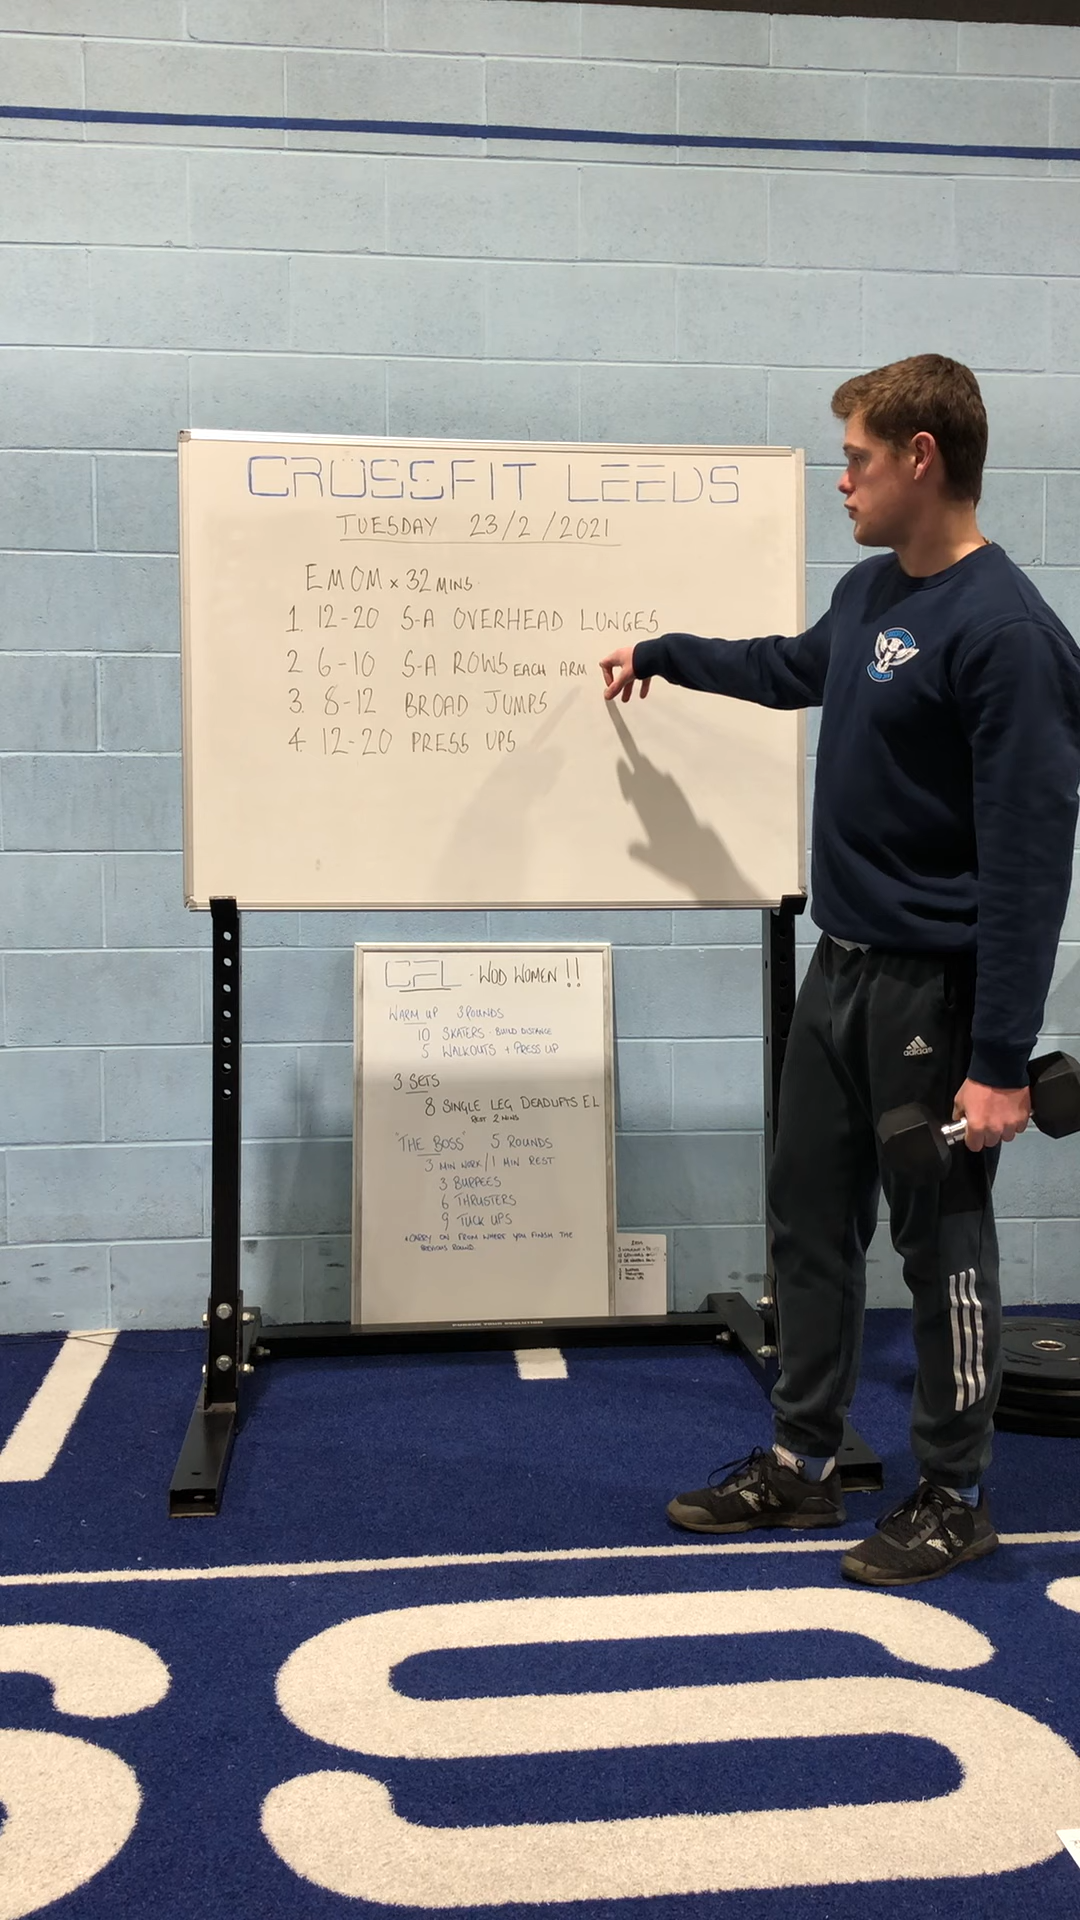 CROSSFIT LEEDS
TUESDAY 23/2/2021
EMOM x 32 MINS
1. 12-20 S-A OVERHEAD LUNGES
2 6-10 S-A ROWS EACH ARM
3. 8-12 BROAD JUMPS
4. 12-20 PRESS UPS
CFL - WOD WOMEN!!
WARM UP 3 ROUNDS
10 SKATERS - BUILD DISTANCE
5 WALKOUTS + PRESS UP
3 SETS
8 SINGLE LEG DEADLIFTS EL
REST 2 MINS
"THE BOSS" 5 ROUNDS
3 MIN WORK/1 MIN REST
3 BURPEES
6 THRUSTERS
9 TUCK UPS
*CARRY ON FROM WHERE YOU FINISH THE
PREVIOUS ROUND.
adidas